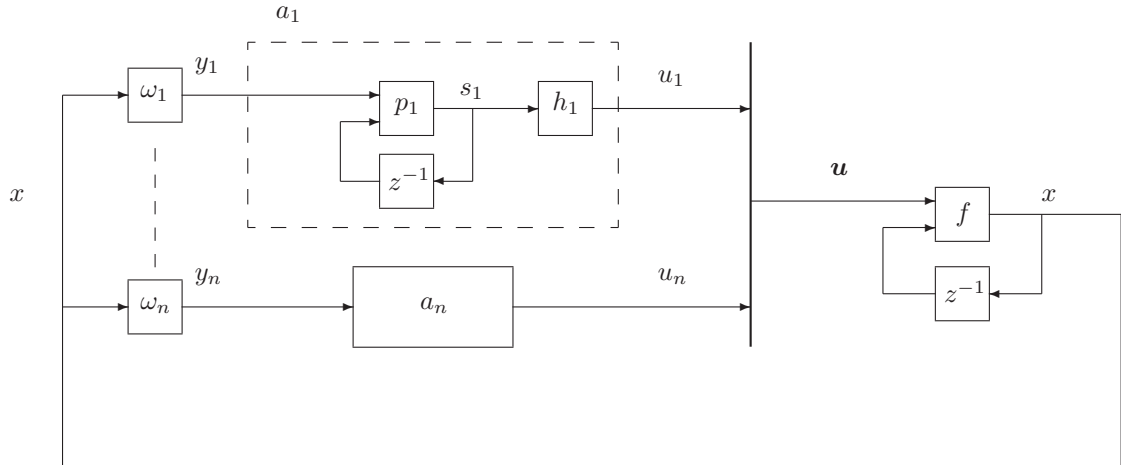 a₁
y₁
ω₁
p₁
s₁
h₁
u₁
z⁻¹
x
u
f
x
yₙ
uₙ
ωₙ
aₙ
z⁻¹